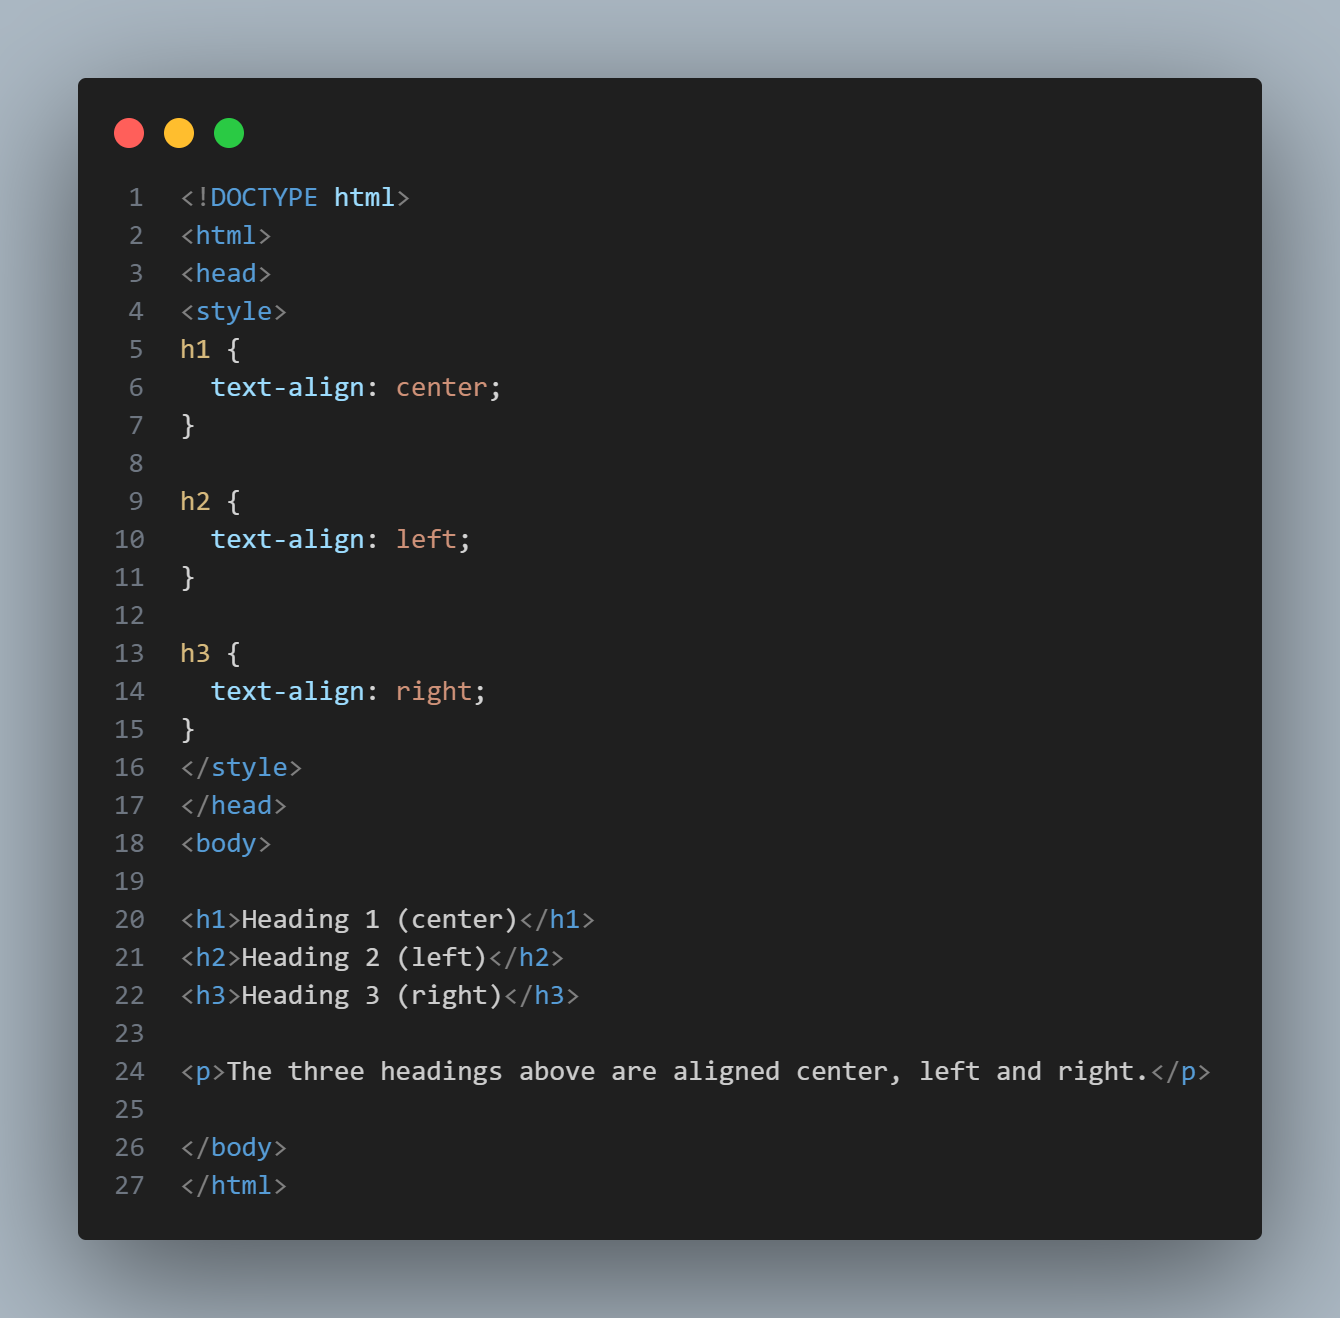 1 <!DOCTYPE html>
2 <html>
3 <head>
4 <style>
5 h1 {
6   text-align: center;
7 }
8
9 h2 {
10   text-align: left;
11 }
12
13 h3 {
14   text-align: right;
15 }
16 </style>
17 </head>
18 <body>
19
20 <h1>Heading 1 (center)</h1>
21 <h2>Heading 2 (left)</h2>
22 <h3>Heading 3 (right)</h3>
23
24 <p>The three headings above are aligned center, left and right.</p>
25
26 </body>
27 </html>